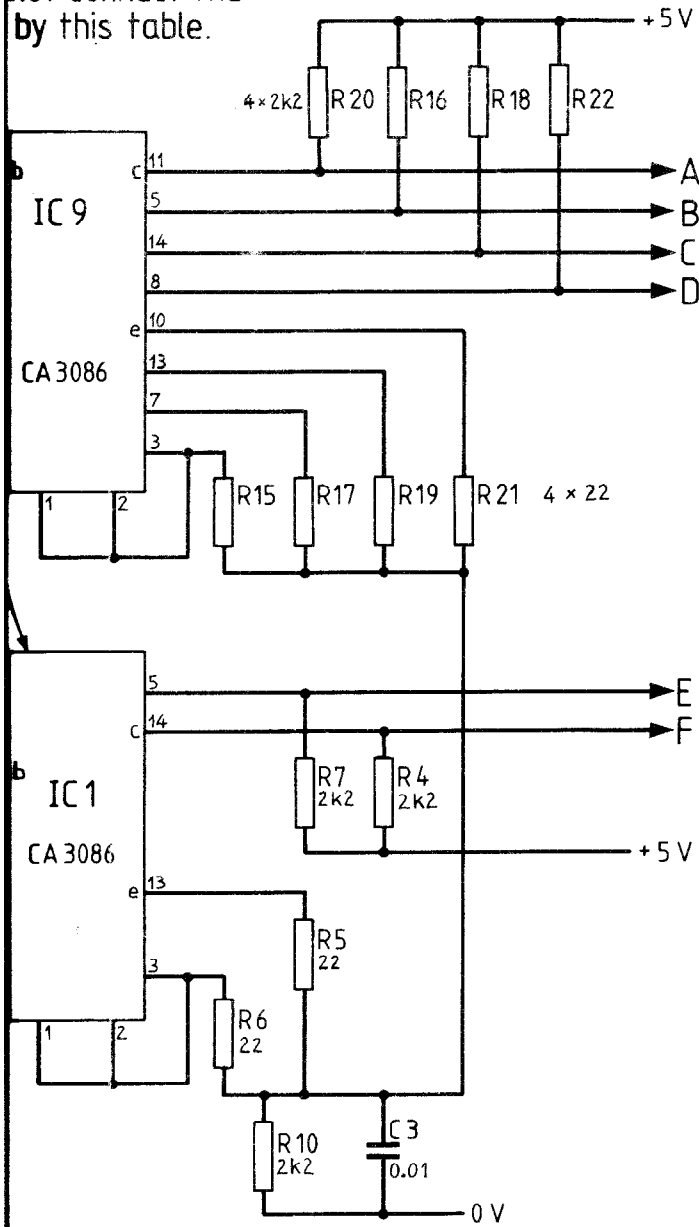 by this table.
+5V
4×2k2 R20 R16 R18 R22
b c 11 A
IC9 5 B
14 C
8 D
e 10
CA3086 13
7
3
1 2 R15 R17 R19 R21 4 × 22
5 E
c 14 F
b
IC1 R7 R4
2k2 2k2
CA3086 +5V
e 13
R5
22
3
1 2 R6
22
R10 C3
2k2 0.01
0V